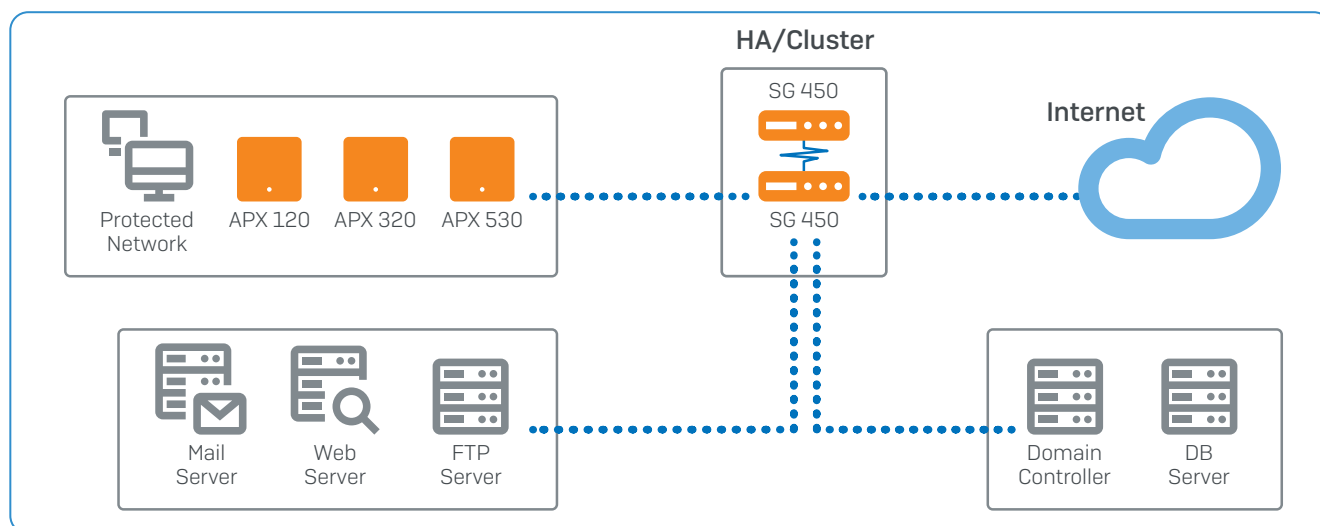 HA/Cluster
SG 450
SG 450
Internet
Protected
Network
APX 120
APX 320
APX 530
Mail
Server
Web
Server
FTP
Server
Domain
Controller
DB
Server